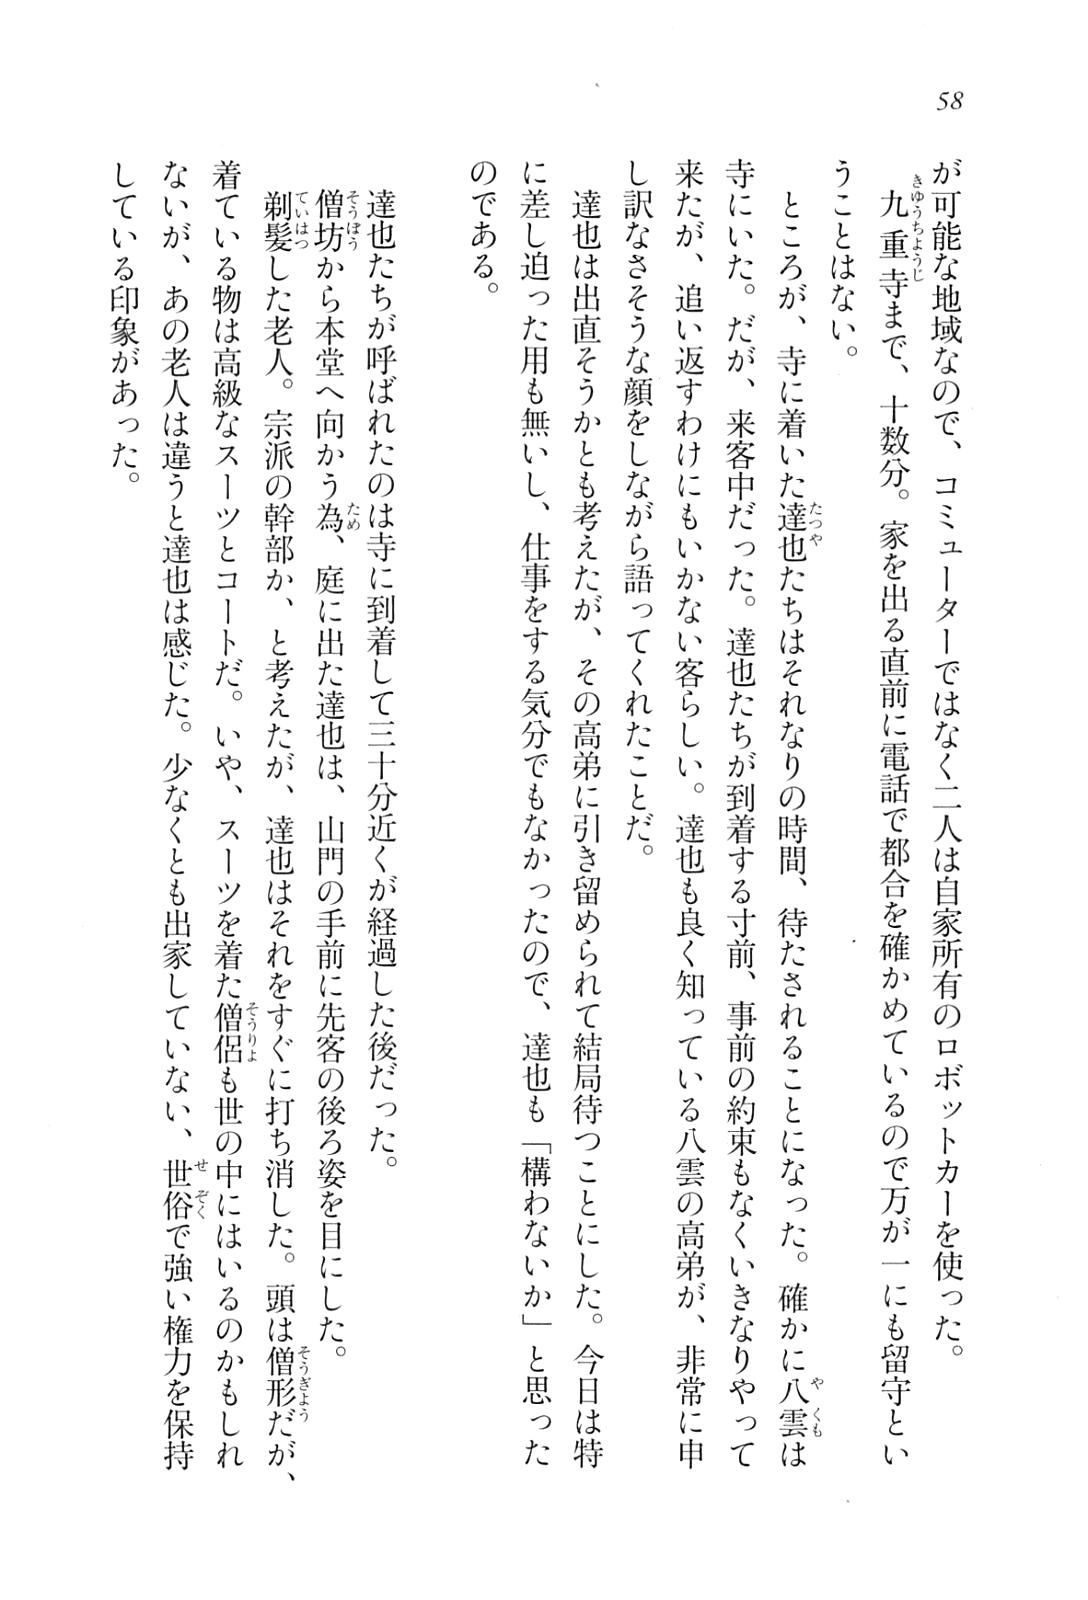 58
が可能な地域なので、コミューターではなく二人は自家所有のロボットカーを使った。
九重寺まで、十数分。家を出る直前に電話で都合を確かめているので万が一にも留守とい
うことはない。
ところが、寺に着いた達也たちはそれなりの時間、待たされることになった。確かに八雲は
寺にいた。だが、来客中だった。達也たちが到着する寸前、事前の約束もなくいきなりやって
来たが、追い返すわけにもいかない客らしい。達也も良く知っている八雲の高弟が、非常に申
し訳なさそうな顔をしながら語ってくれたことだ。
達也は出直そうかとも考えたが、その高弟に引き留められて結局待つことにした。今日は特
に差し迫った用も無いし、仕事をする気分でもなかったので、達也も「構わないか」と思った
のである。
達也たちが呼ばれたのは寺に到着して三十分近くが経過した後だった。
僧坊から本堂へ向かう為、庭に出た達也は、山門の手前に先客の後ろ姿を目にした。
剃髪した老人。宗派の幹部か、と考えたが、達也はそれをすぐに打ち消した。頭は僧形だが、
着ている物は高級なスーツとコートだ。いや、スーツを着た僧侶も世の中にはいるのかもしれ
ないが、あの老人は違うと達也は感じた。少なくとも出家していない、世俗で強い権力を保持
している印象があった。